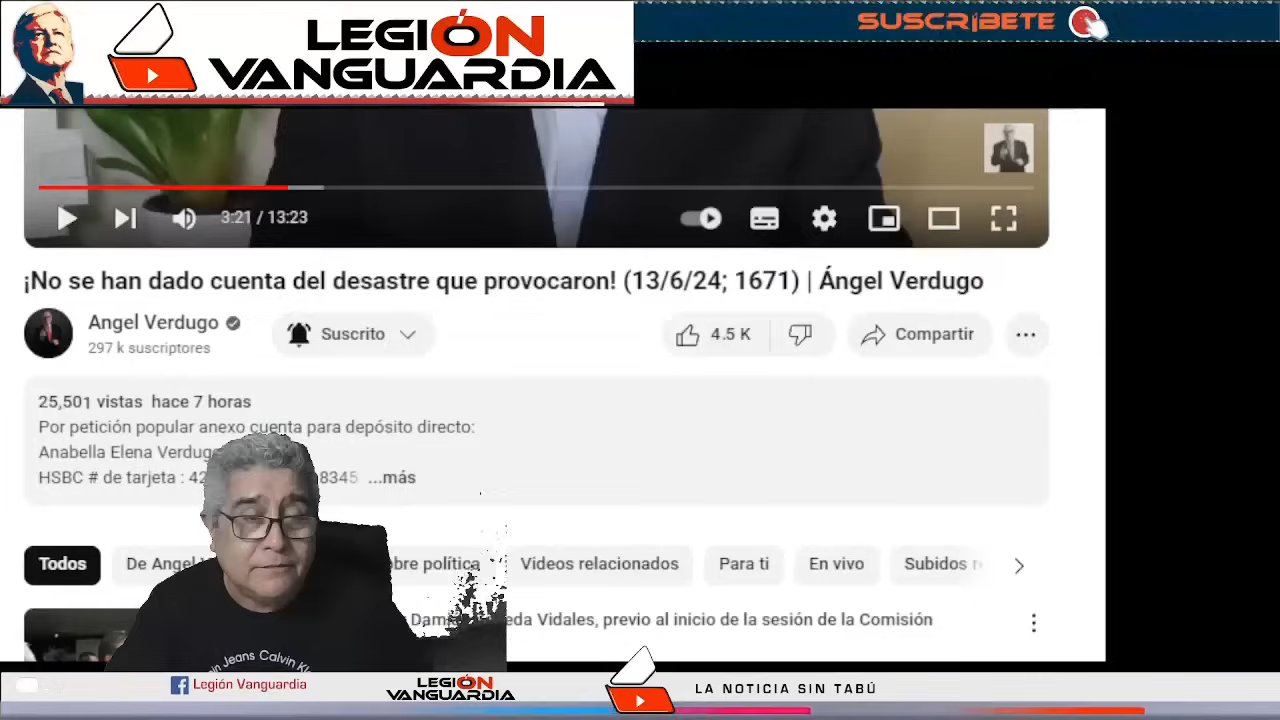 LEGIÓN
VANGUARDIA
SUSCRÍBETE
3:21 / 13:23
¡No se han dado cuenta del desastre que provocaron! (13/6/24; 1671) | Ángel Verdugo
Angel Verdugo
297 k suscriptores
Suscrito
4.5 K
Compartir
25,501 vistas hace 7 horas
Por petición popular anexo cuenta para depósito directo:
Anabella Elena
HSBC # de tarjeta : 42 8345 ...más
Todos
De Angel
política
Videos relacionados
Para ti
En vivo
Subidos
Vidales, previo al inicio de la sesión de la Comisión
Jeans Calvin
Legión Vanguardia
LEGIÓN
VANGUARDIA
LA NOTICIA SIN TABÚ